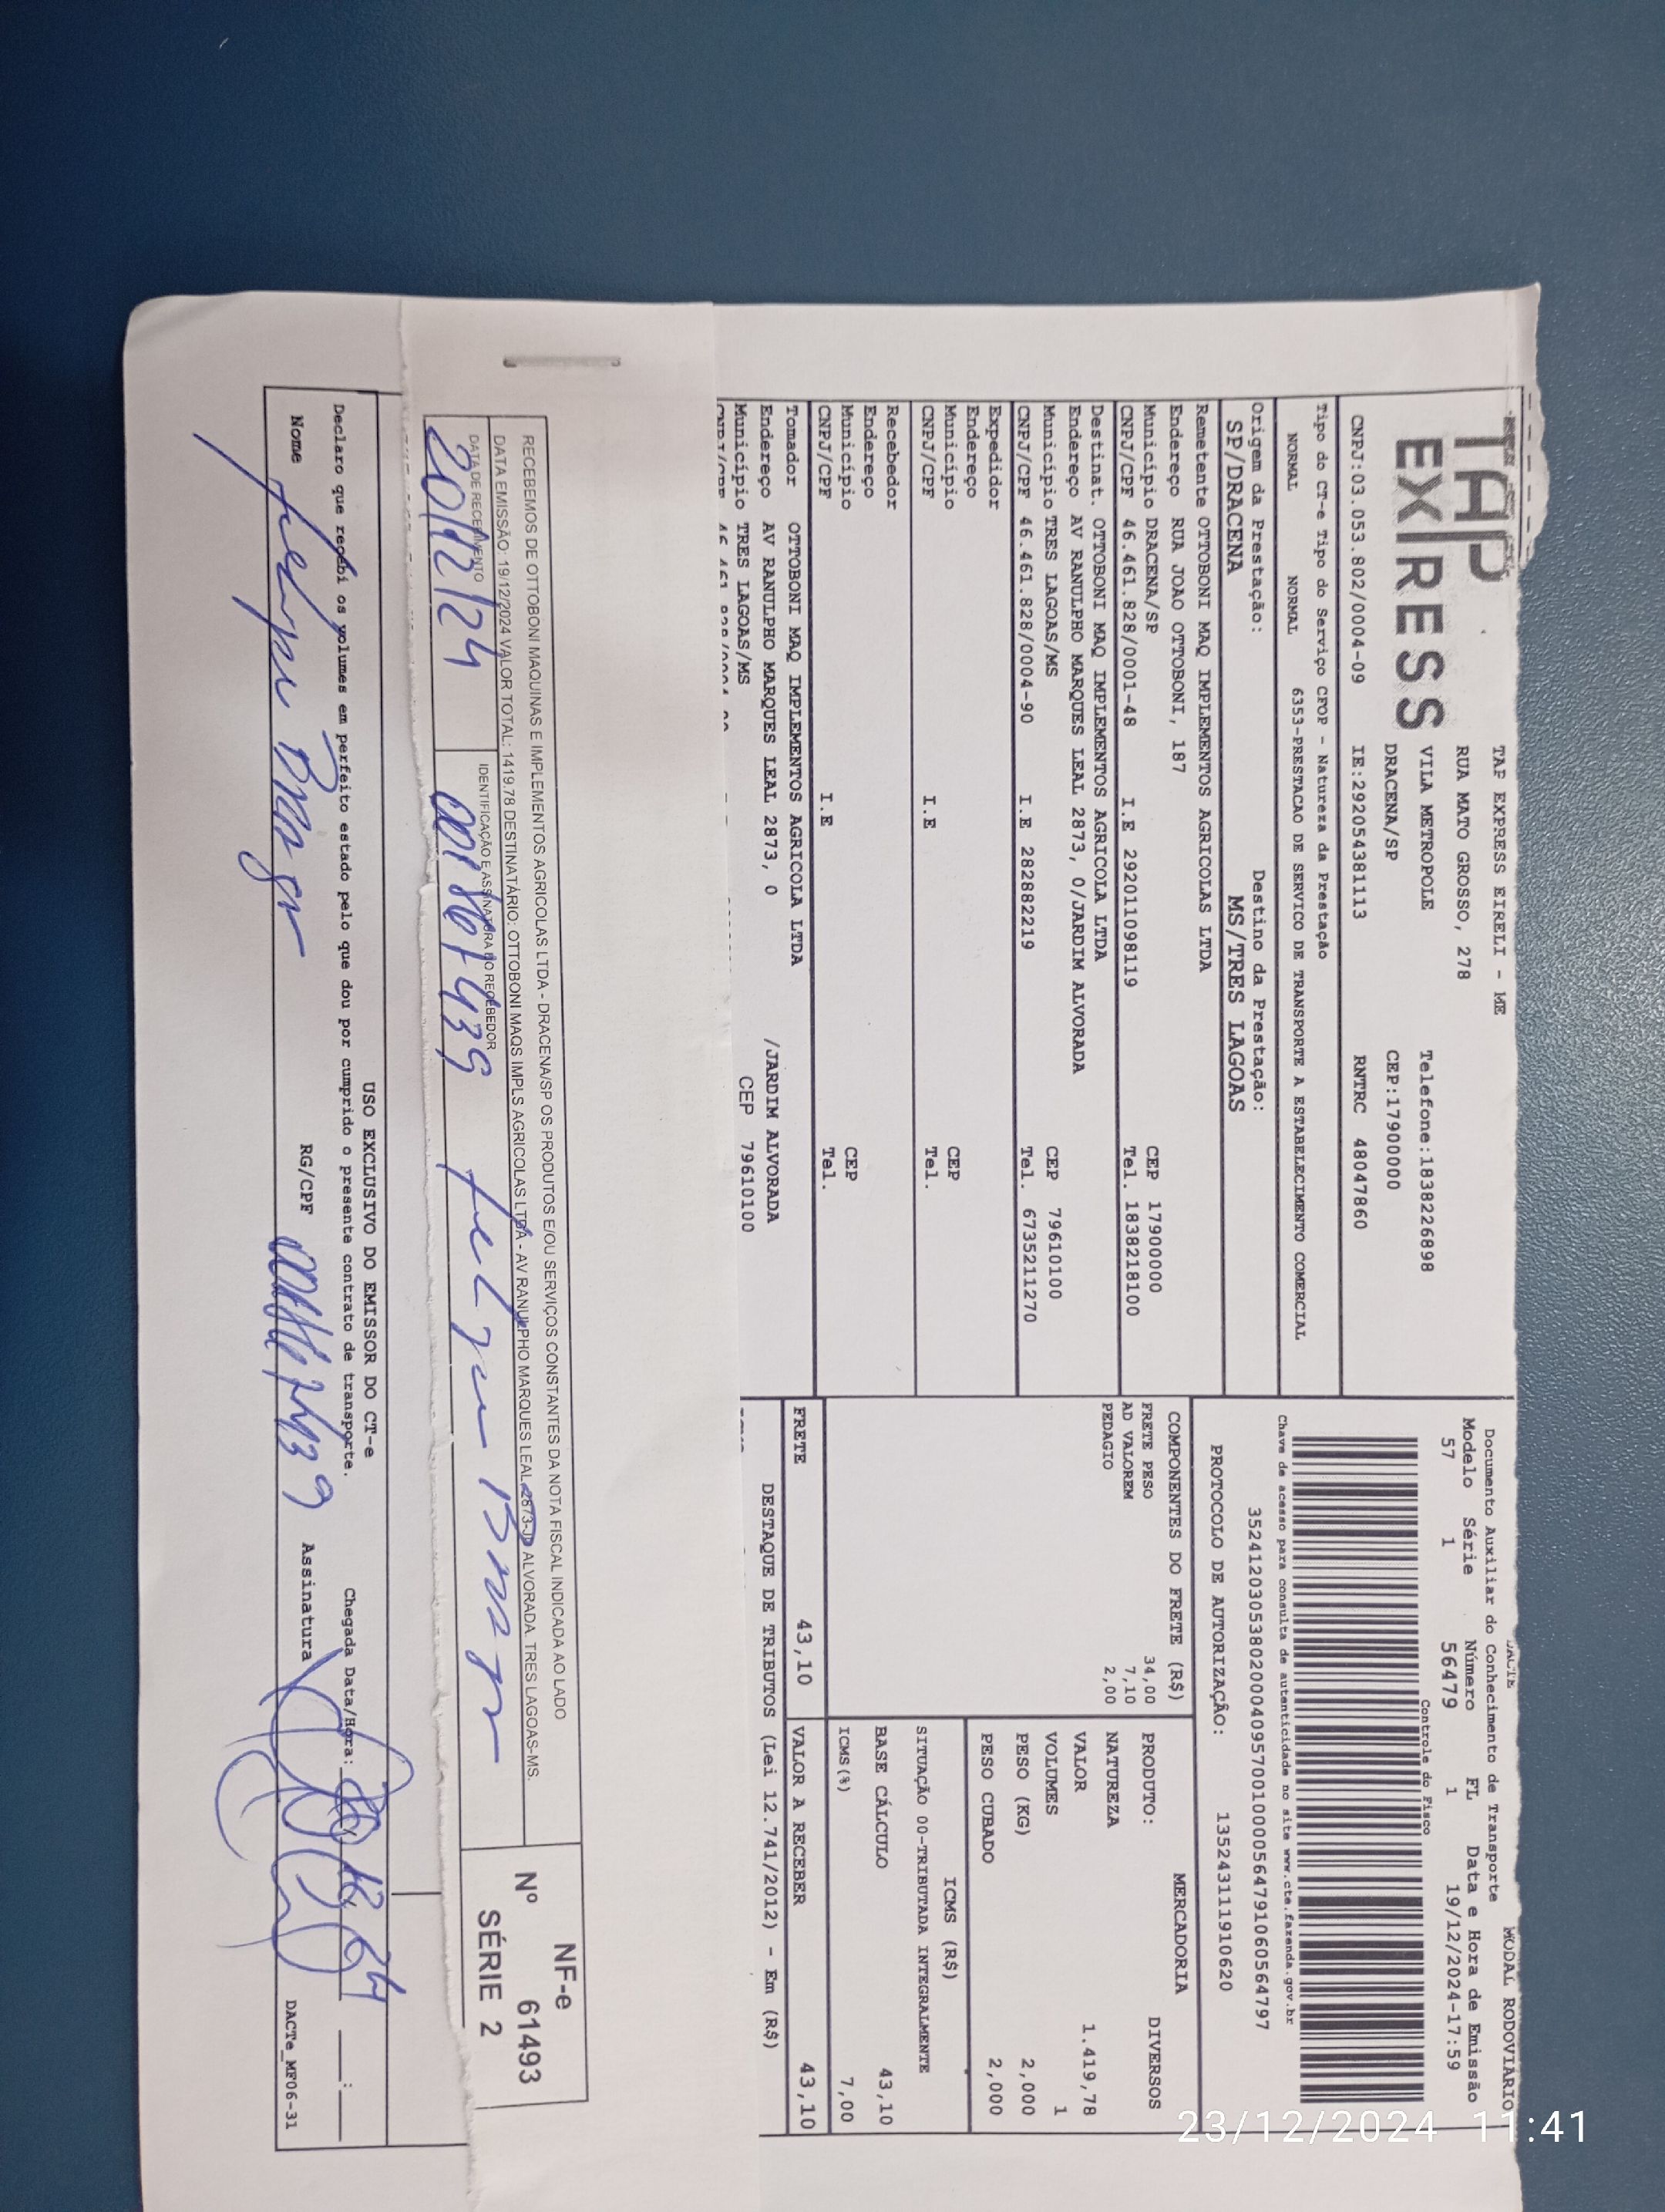 TAP
EXPRESS
TAP EXPRESS EIRELI - ME
RUA MATO GROSSO, 278
VILA METROPOLE
Telefone:1838226898
DRACENA/SP
CEP:17900000
CNPJ:03.053.802/0004-09 IE:292054381113 RNTRC 48047860
Tipo do CT-e Tipo do Serviço CFOP - Natureza da Prestação
NORMAL NORMAL 6353-PRESTACAO DE SERVICO DE TRANSPORTE A ESTABELECIMENTO COMERCIAL
Origem da Prestação: Destino da Prestação:
SP/DRACENA MS/TRES LAGOAS
Remetente OTTOBONI MAQ IMPLEMENTOS AGRICOLAS LTDA
Endereço RUA JOAO OTTOBONI, 187
Município DRACENA/SP CEP 17900000
CNPJ/CPF 46.461.828/0001-48 I.E 292011098119 Tel. 1838218100
Destinat. OTTOBONI MAQ IMPLEMENTOS AGRICOLA LTDA
Endereço AV RANULPHO MARQUES LEAL 2873, 0/JARDIM ALVORADA
Município TRES LAGOAS/MS CEP 79610100
CNPJ/CPF 46.461.828/0004-90 I.E 282882219 Tel. 6735211270
Expedidor
Endereço
Município CEP
CNPJ/CPF I.E Tel.
Recebedor
Endereço
Município CEP
CNPJ/CPF I.E Tel.
Tomador OTTOBONI MAQ IMPLEMENTOS AGRICOLA LTDA
Endereço AV RANULPHO MARQUES LEAL 2873, 0 /JARDIM ALVORADA
Município TRES LAGOAS/MS CEP 79610100
DACTE MODAL RODOVIÁRIO
Documento Auxiliar do Conhecimento de Transporte
Modelo Série Número FL Data e Hora de Emissão
57 1 56479 1 19/12/2024-17:59
Controle do Fisco
Chave de acesso para consulta de autenticidade no site www.cte.fazenda.gov.br
35241203053802000409570010000564791060564797
PROTOCOLO DE AUTORIZAÇÃO: 135243111910620
COMPONENTES DO FRETE (R$)
FRETE PESO 34,00
AD VALOREM 7,10
PEDAGIO 2,00
MERCADORIA
PRODUTO: DIVERSOS
NATUREZA
VALOR 1.419,78
VOLUMES 1
PESO (KG) 2,000
PESO CUBADO 2,000
ICMS (R$)
SITUAÇÃO 00-TRIBUTADA INTEGRALMENTE
BASE CÁLCULO 43,10
ICMS(%) 7,00
FRETE 43,10 VALOR A RECEBER 43,10
DESTAQUE DE TRIBUTOS (Lei 12.741/2012) - Em (R$)
RECEBEMOS DE OTTOBONI MAQUINAS E IMPLEMENTOS AGRICOLAS LTDA - DRACENA/SP OS PRODUTOS E/OU SERVIÇOS CONSTANTES DA NOTA FISCAL INDICADA AO LADO
DATA EMISSÃO: 19/12/2024 VALOR TOTAL: 1419.78 DESTINATÁRIO: OTTOBONI MAQS IMPLS AGRICOLAS LTDA - AV RANULPHO MARQUES LEAL, 2873-JD ALVORADA. TRES LAGOAS-MS.
DATA DE RECEBIMENTO IDENTIFICAÇÃO E ASSINATURA DO RECEBEDOR
20/12/24
NF-e
Nº 61493
SÉRIE 2
USO EXCLUSIVO DO EMISSOR DO CT-e
Declaro que recebi os volumes em perfeito estado pelo que dou por cumprido o presente contrato de transporte. Chegada Data/Hora:
Nome RG/CPF Assinatura
DACTe_MF06-31
23/12/2024 11:41